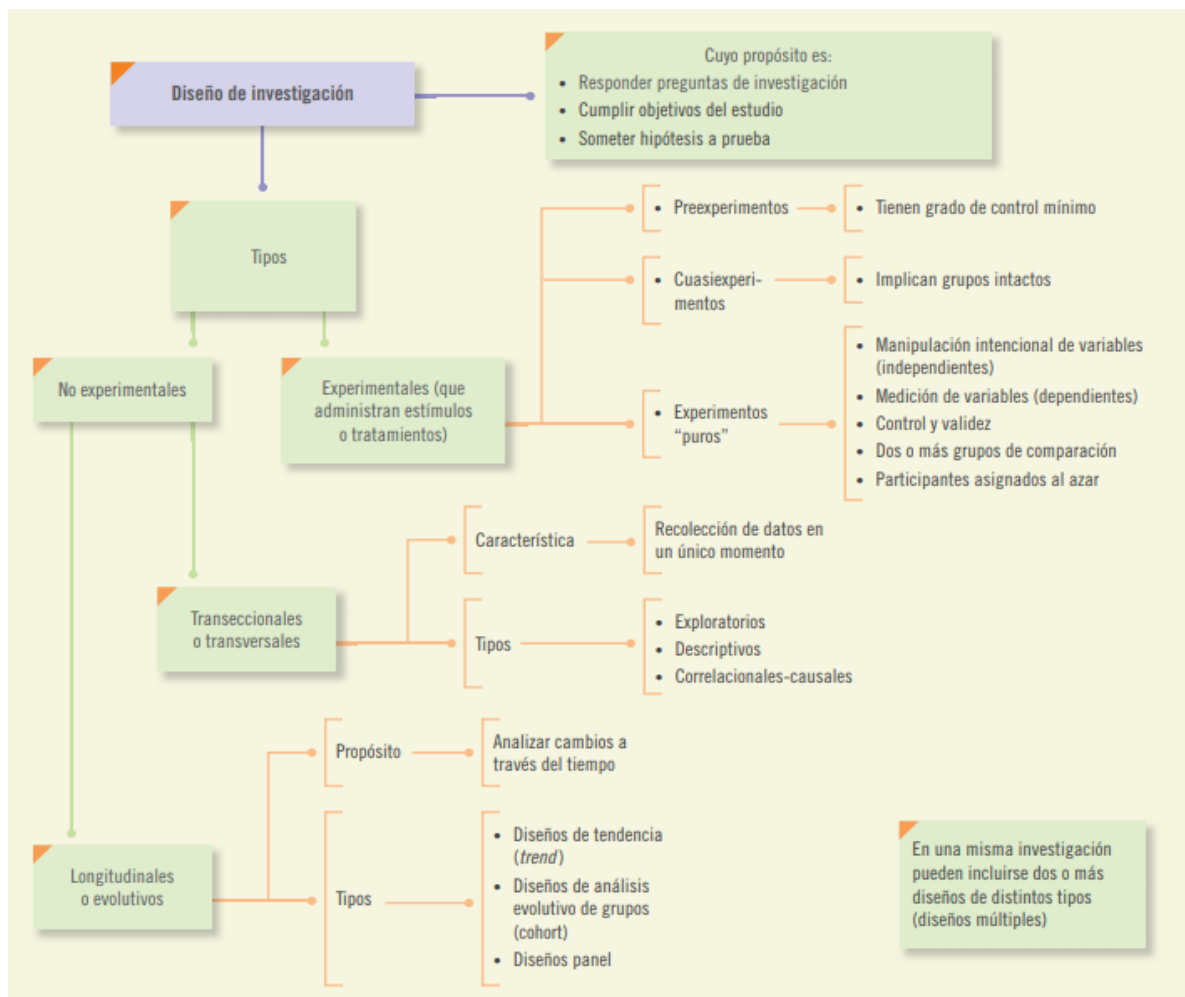 Diseño de investigación
Cuyo propósito es:
• Responder preguntas de investigación
• Cumplir objetivos del estudio
• Someter hipótesis a prueba
Tipos
No experimentales
Experimentales (que
administran estímulos
o tratamientos)
• Preexperimentos
• Tienen grado de control mínimo
• Cuasiexperi-
mentos
• Implican grupos intactos
• Experimentos
“puros”
• Manipulación intencional de variables
(independientes)
• Medición de variables (dependientes)
• Control y validez
• Dos o más grupos de comparación
• Participantes asignados al azar
Transeccionales
o transversales
Característica
Recolección de datos en
un único momento
Tipos
• Exploratorios
• Descriptivos
• Correlacionales-causales
Longitudinales
o evolutivos
Propósito
Analizar cambios a
través del tiempo
Tipos
• Diseños de tendencia
(trend)
• Diseños de análisis
evolutivo de grupos
(cohort)
• Diseños panel
En una misma investigación
pueden incluirse dos o más
diseños de distintos tipos
(diseños múltiples)